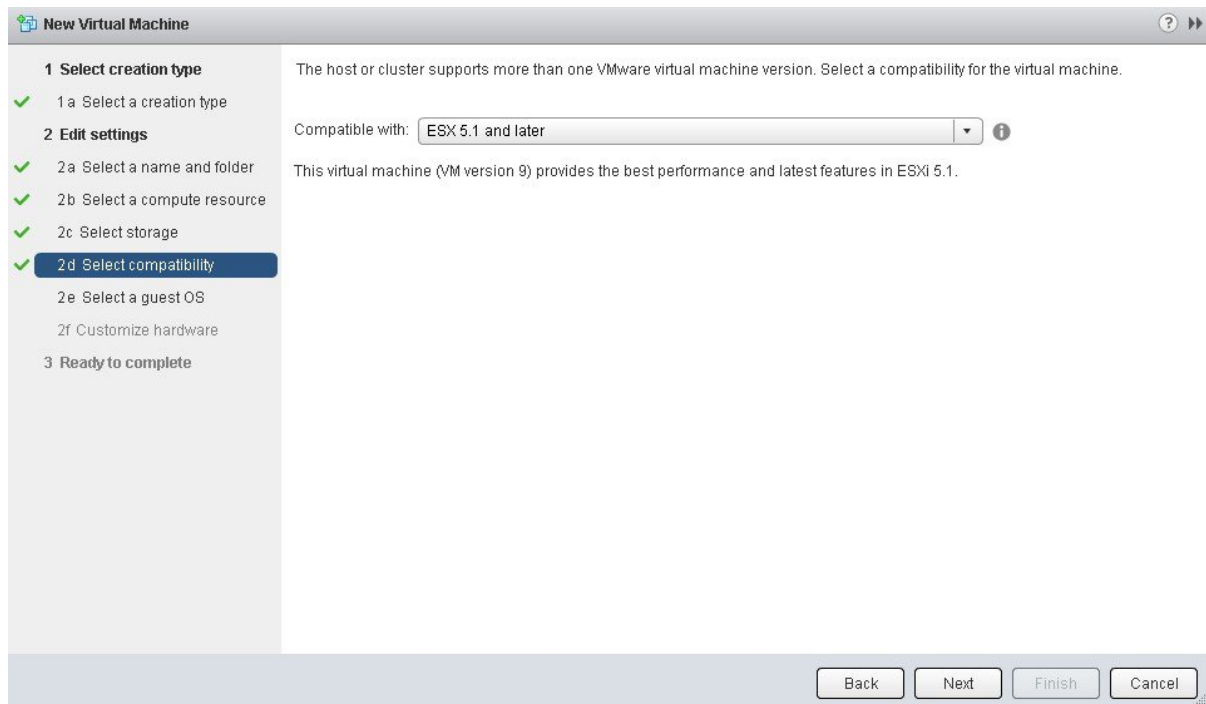 New Virtual Machine
1 Select creation type
1a Select a creation type
2 Edit settings
2a Select a name and folder
2b Select a compute resource
2c Select storage
2d Select compatibility
2e Select a guest OS
2f Customize hardware
3 Ready to complete
The host or cluster supports more than one VMware virtual machine version. Select a compatibility for the virtual machine.
Compatible with: ESX 5.1 and later
This virtual machine (VM version 9) provides the best performance and latest features in ESXi 5.1.
Back Next Finish Cancel